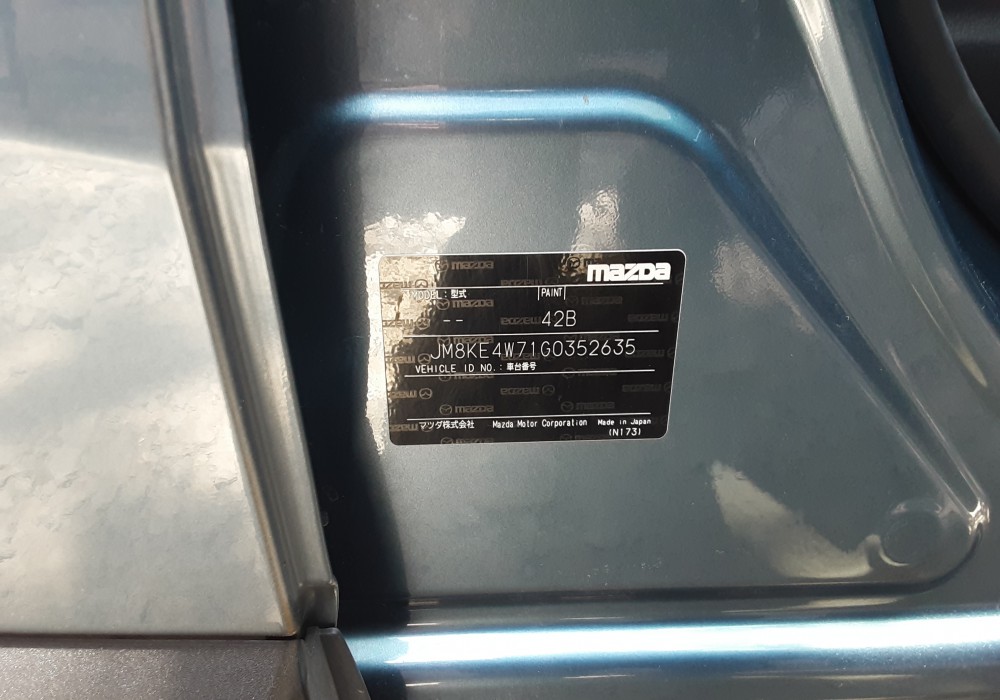 mazda
MODEL : 型式 PAINT
-- 42B
JM8KE4W71G0352635
VEHICLE ID NO. : 車台番号
マツダ株式会社 Mazda Motor Corporation Made in Japan
(N173)